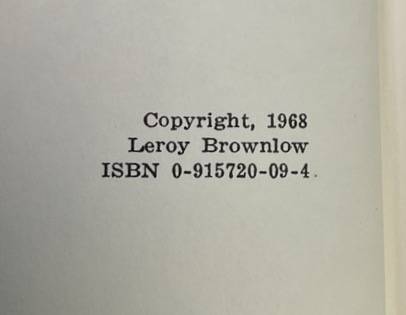 Copyright, 1968
Leroy Brownlow
ISBN 0-915720-09-4.